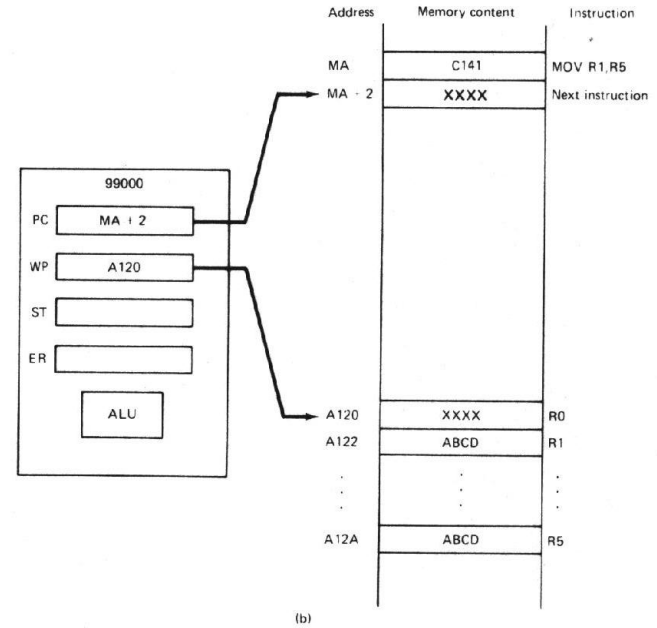 Address Memory content Instruction
MA C141 MOV R1,R5
MA - 2 XXXX Next instruction
99000
PC MA + 2
WP A120
ST
ER
ALU
A120 XXXX R0
A122 ABCD R1
A12A ABCD R5
(b)